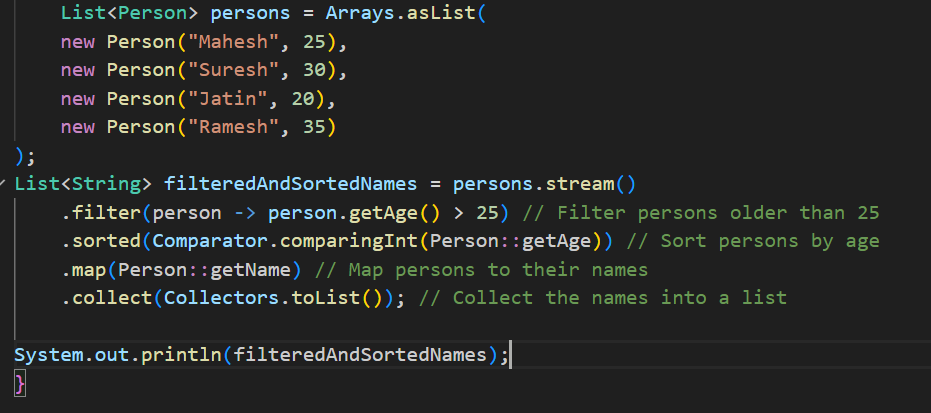 List<Person> persons = Arrays.asList(
new Person("Mahesh", 25),
new Person("Suresh", 30),
new Person("Jatin", 20),
new Person("Ramesh", 35)
);
List<String> filteredAndSortedNames = persons.stream()
.filter(person -> person.getAge() > 25) // Filter persons older than 25
.sorted(Comparator.comparingInt(Person::getAge)) // Sort persons by age
.map(Person::getName) // Map persons to their names
.collect(Collectors.toList()); // Collect the names into a list
System.out.println(filteredAndSortedNames);
}